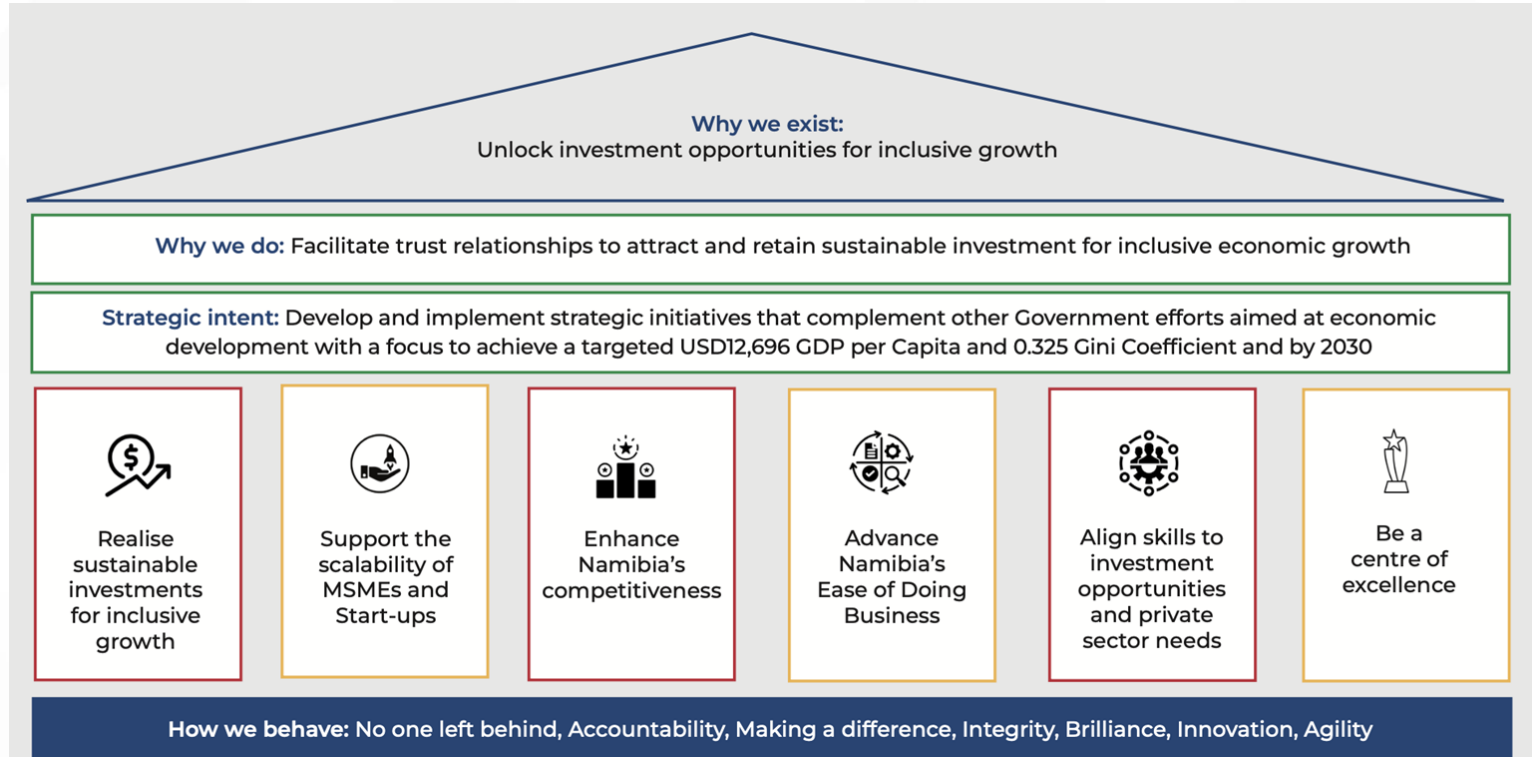 Why we exist:
Unlock investment opportunities for inclusive growth
Why we do: Facilitate trust relationships to attract and retain sustainable investment for inclusive economic growth
Strategic intent: Develop and implement strategic initiatives that complement other Government efforts aimed at economic
development with a focus to achieve a targeted USD12,696 GDP per Capita and 0.325 Gini Coefficient and by 2030
$
Realise
sustainable
investments
for inclusive
growth
Support the
scalability of
MSMEs and
Start-ups
Enhance
Namibia's
competitiveness
Advance
Namibia's
Ease of Doing
Business
Align skills to
investment
opportunities
and private
sector needs
Be a
centre of
excellence
How we behave: No one left behind, Accountability, Making a difference, Integrity, Brilliance, Innovation, Agility